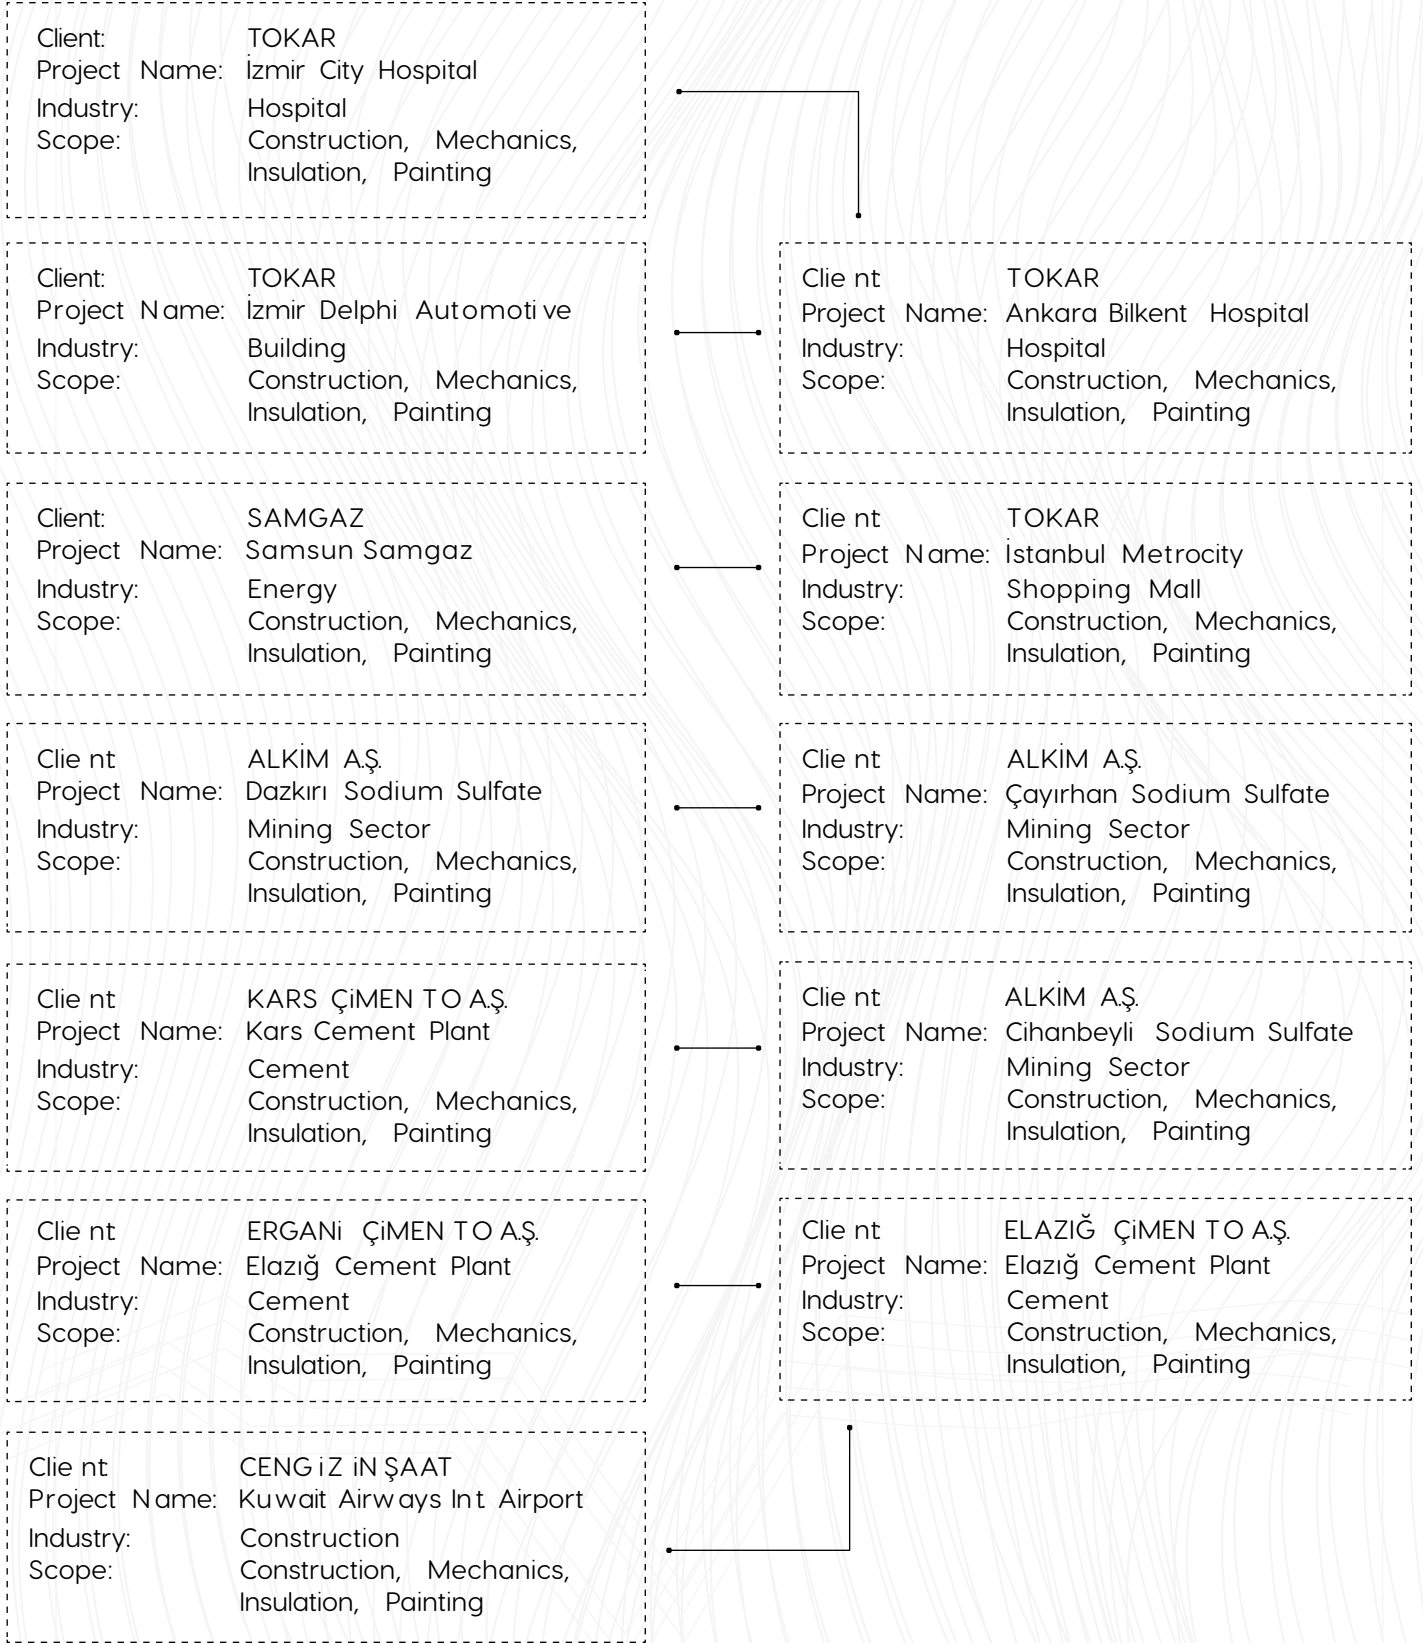 Client: TOKAR
Project Name: İzmir City Hospital
Industry: Hospital
Scope: Construction, Mechanics,
Insulation, Painting
Client: TOKAR
Project Name: İzmir Delphi Automotive
Industry: Building
Scope: Construction, Mechanics,
Insulation, Painting
Client TOKAR
Project Name: Ankara Bilkent Hospital
Industry: Hospital
Scope: Construction, Mechanics,
Insulation, Painting
Client: SAMGAZ
Project Name: Samsun Samgaz
Industry: Energy
Scope: Construction, Mechanics,
Insulation, Painting
Client TOKAR
Project Name: İstanbul Metrocity
Industry: Shopping Mall
Scope: Construction, Mechanics,
Insulation, Painting
Client ALKİM A.Ş.
Project Name: Dazkırı Sodium Sulfate
Industry: Mining Sector
Scope: Construction, Mechanics,
Insulation, Painting
Client ALKİM A.Ş.
Project Name: Çayırhan Sodium Sulfate
Industry: Mining Sector
Scope: Construction, Mechanics,
Insulation, Painting
Client KARS ÇiMENTO A.Ş.
Project Name: Kars Cement Plant
Industry: Cement
Scope: Construction, Mechanics,
Insulation, Painting
Client ALKİM A.Ş.
Project Name: Cihanbeyli Sodium Sulfate
Industry: Mining Sector
Scope: Construction, Mechanics,
Insulation, Painting
Client ERGANi ÇiMENTO A.Ş.
Project Name: Elazığ Cement Plant
Industry: Cement
Scope: Construction, Mechanics,
Insulation, Painting
Client ELAZIĞ ÇiMENTO A.Ş.
Project Name: Elazığ Cement Plant
Industry: Cement
Scope: Construction, Mechanics,
Insulation, Painting
Client CENGiZ iNŞAAT
Project Name: Kuwait Airways Int Airport
Industry: Construction
Scope: Construction, Mechanics,
Insulation, Painting